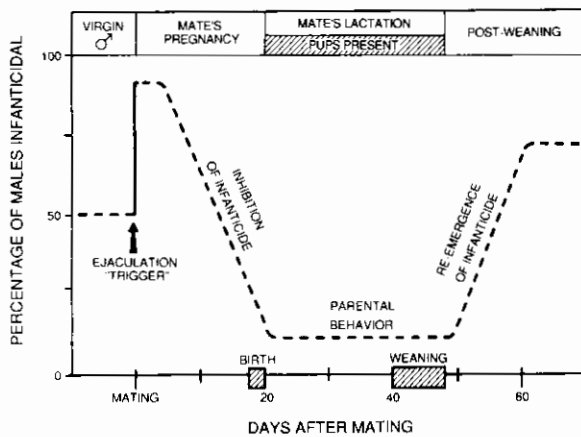 VIRGIN
♂
MATE'S
PREGNANCY
MATE'S LACTATION
PUPS PRESENT
POST-WEANING
PERCENTAGE OF MALES INFANTICIDAL
100
50
0
EJACULATION
"TRIGGER"
INHIBITION
OF INFANTICIDE
PARENTAL
BEHAVIOR
RE-EMERGENCE
OF INFANTICIDE
BIRTH
WEANING
MATING
20
40
60
DAYS AFTER MATING